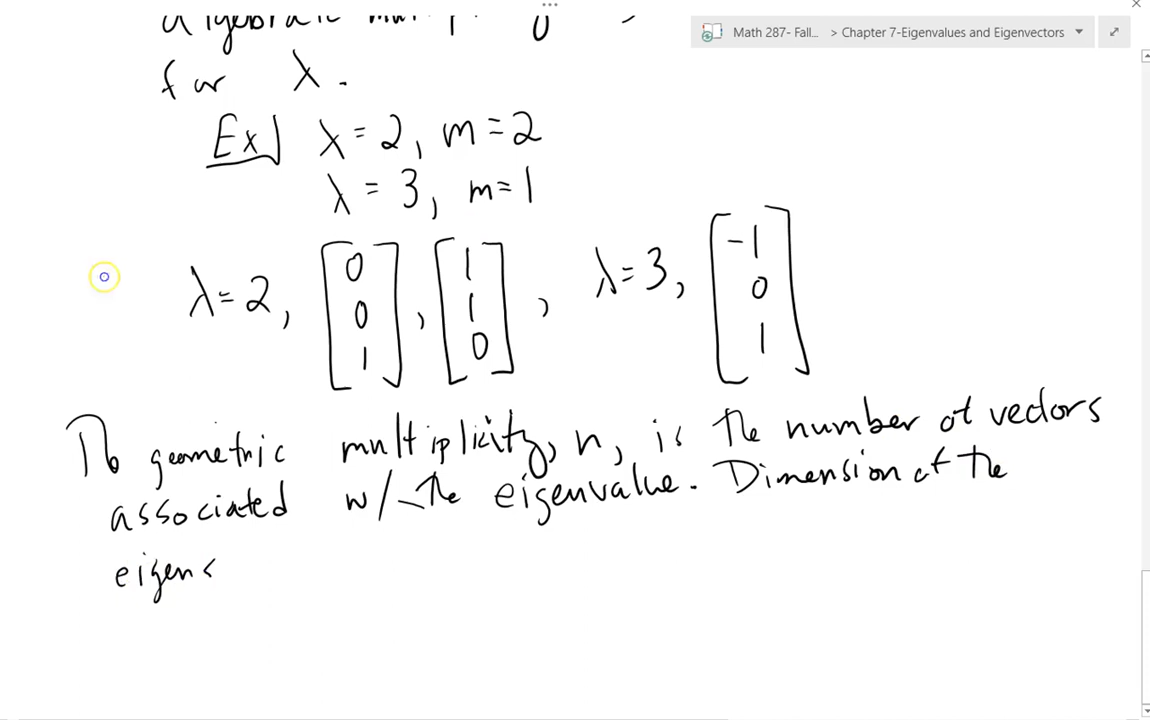 Math 287- Fall... > Chapter 7-Eigenvalues and Eigenvectors
algebraic
for λ.
Ex] λ=2, m=2
λ=3, m=1
λ=2, [0 0 1], [1 1 0], λ=3, [-1 0 1]
The geometric multiplicity, n, is the number of vectors
associated w/ the eigenvalue. Dimension of the
eigens